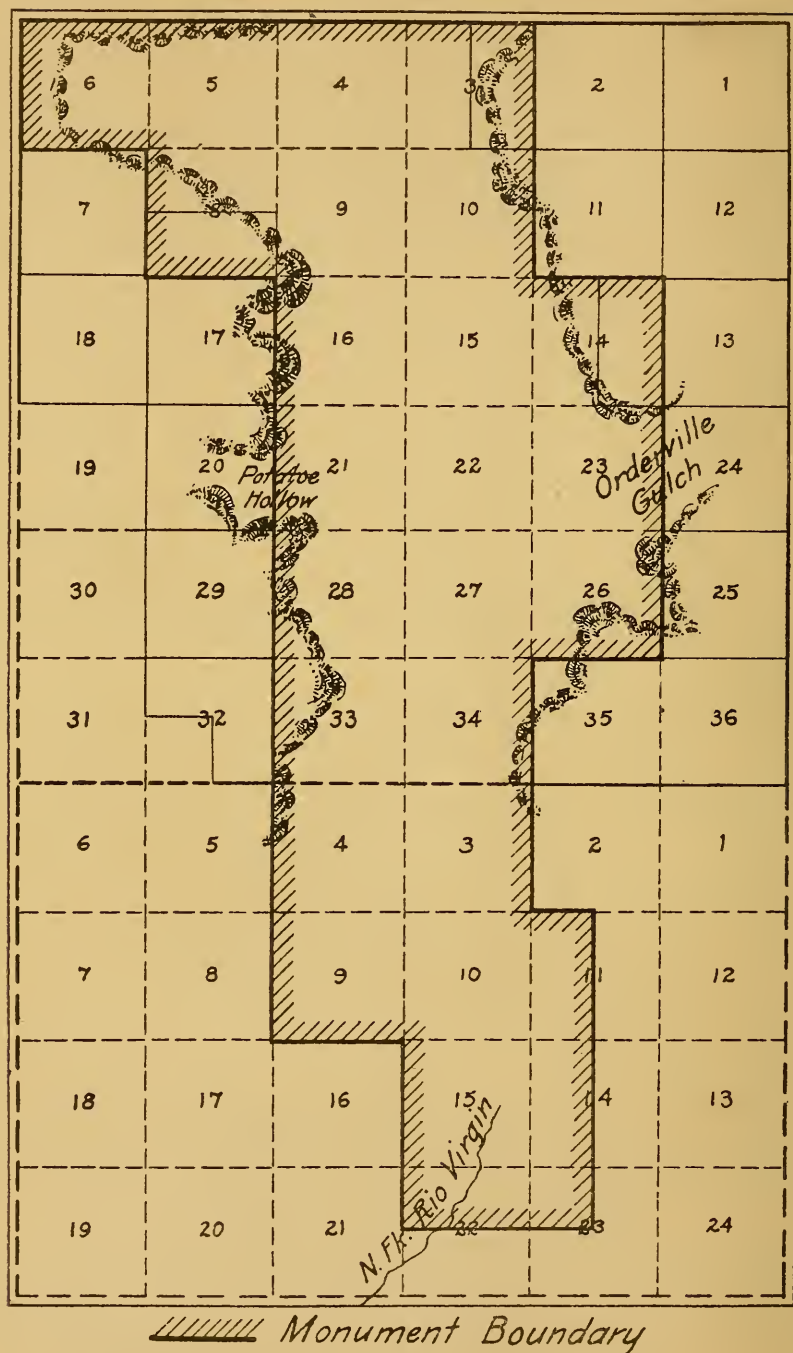 6 5 4 3 2 1
7 8 9 10 11 12
18 17 16 15 14 13
19 20 21 22 23 24
Potatoe
Hollow
Orderville
Gulch
30 29 28 27 26 25
31 32 33 34 35 36
6 5 4 3 2 1
7 8 9 10 11 12
18 17 16 15 14 13
19 20 21 22 23 24
N. Fk. Rio Virgin
Monument Boundary